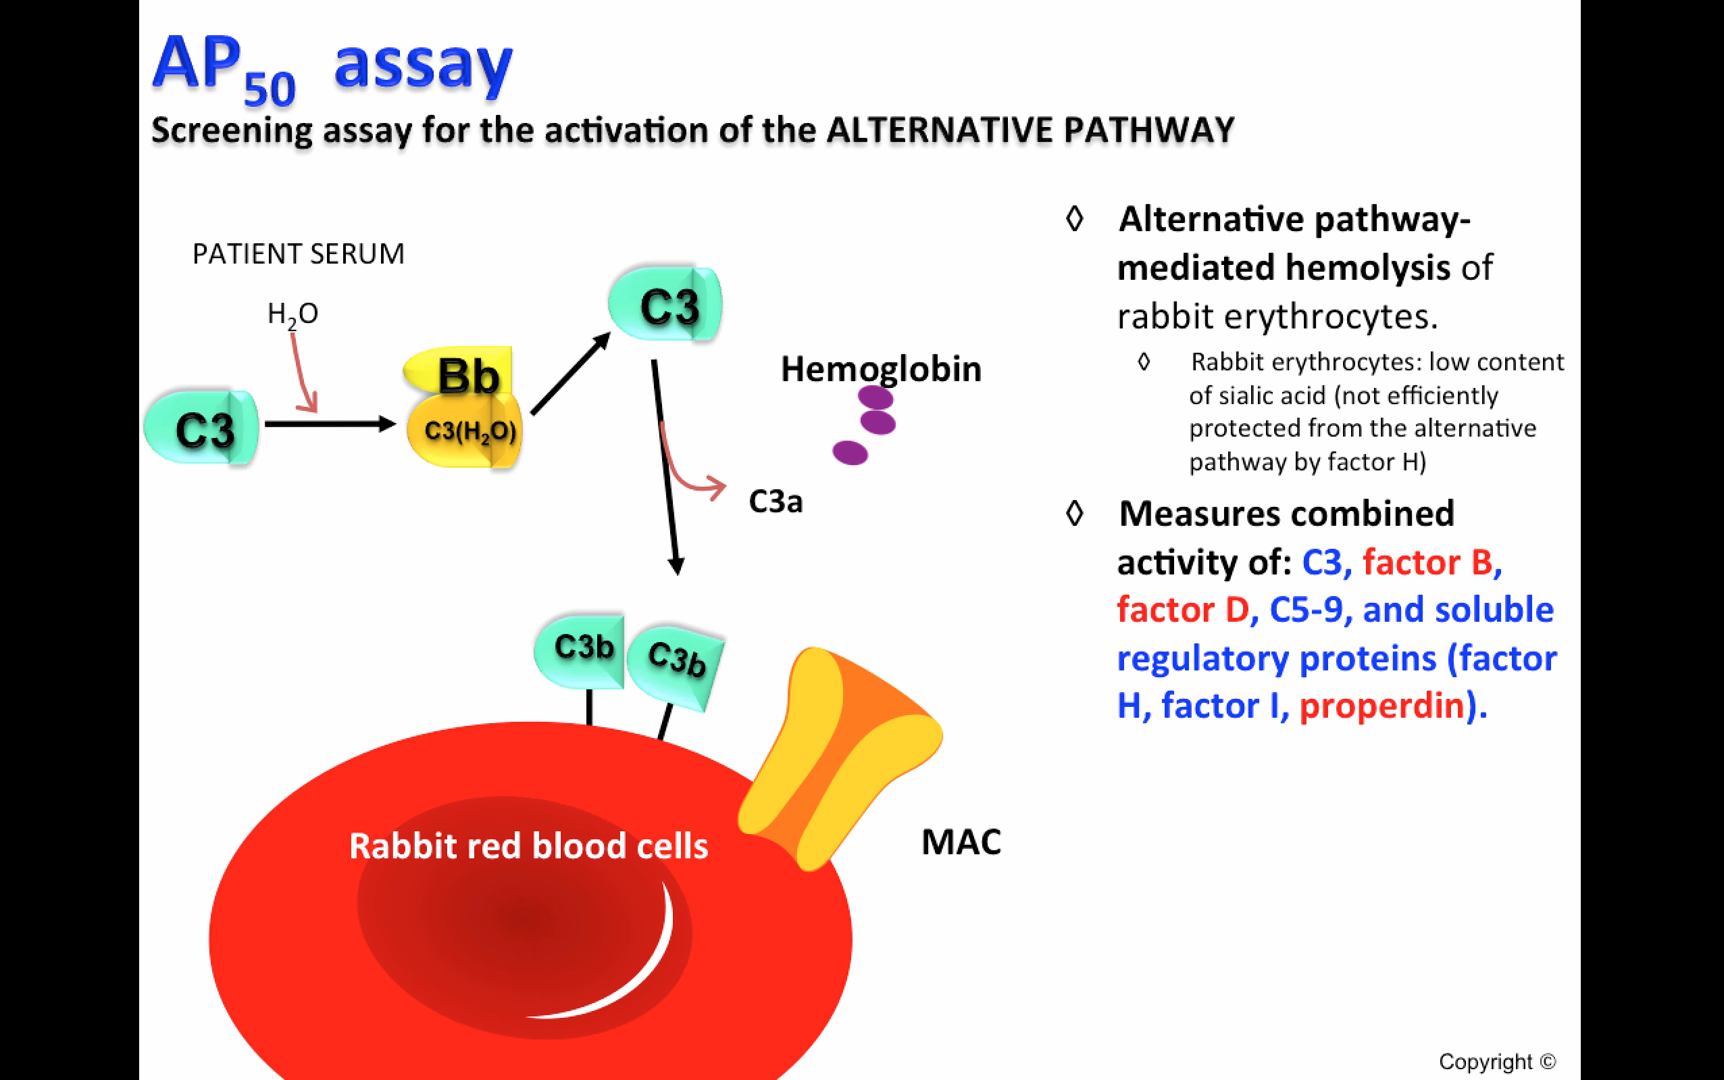 AP50 assay
Screening assay for the activation of the ALTERNATIVE PATHWAY
PATIENT SERUM
H2O
C3
Bb
C3(H2O)
C3
Hemoglobin
C3a
C3b
C3b
MAC
Rabbit red blood cells
◊ Alternative pathway-
mediated hemolysis of
rabbit erythrocytes.
◊ Rabbit erythrocytes: low content
of sialic acid (not efficiently
protected from the alternative
pathway by factor H)
◊ Measures combined
activity of: C3, factor B,
factor D, C5-9, and soluble
regulatory proteins (factor
H, factor I, properdin).
Copyright ©